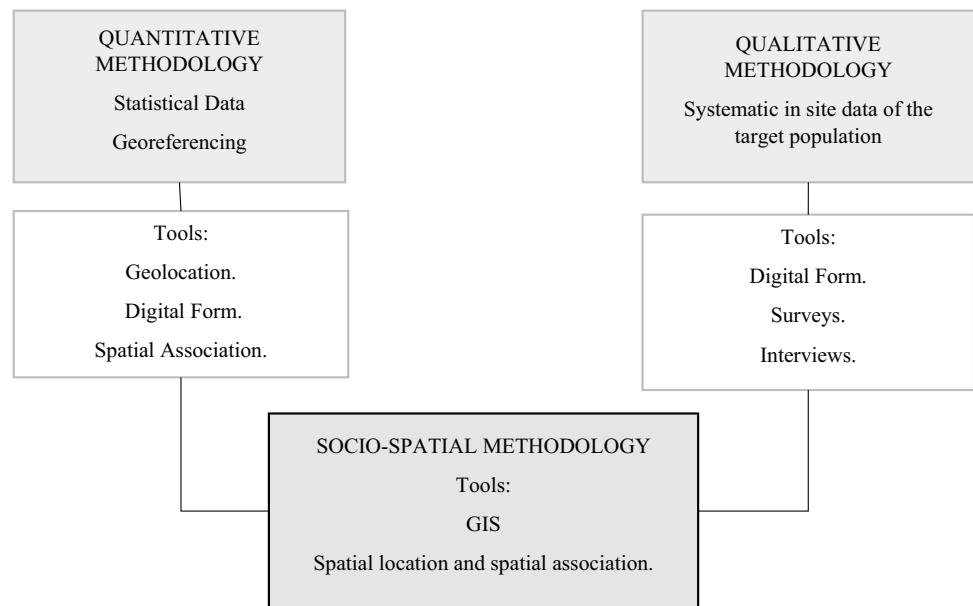 QUANTITATIVE
METHODOLOGY
Statistical Data
Georeferencing
Tools:
Geolocation.
Digital Form.
Spatial Association.
QUALITATIVE
METHODOLOGY
Systematic in site data of the
target population
Tools:
Digital Form.
Surveys.
Interviews.
SOCIO-SPATIAL METHODOLOGY
Tools:
GIS
Spatial location and spatial association.